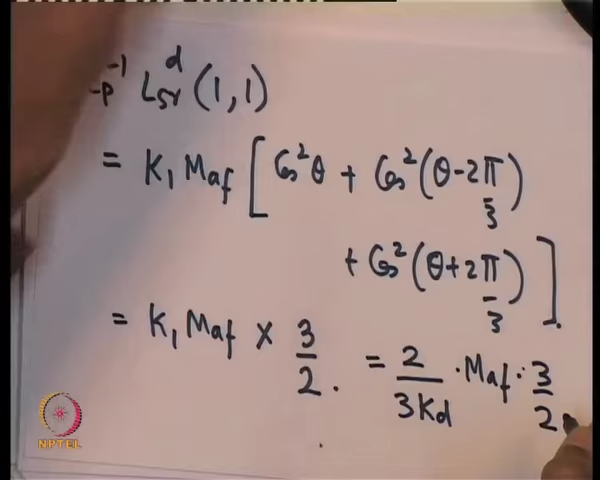 -p⁻¹ Lsr^d (1,1)
= K₁ Maf [ Cos²θ + Cos²(θ-2π/3)
+ Cos²(θ+2π/3) ].
= K₁ Maf × 3/2. = 2/3Kd · Maf · 3/2
NPTEL